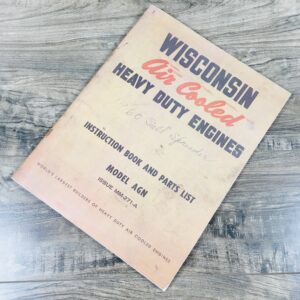 WISCONSIN
Air Cooled
HEAVY DUTY ENGINES
INSTRUCTION BOOK AND PARTS LIST
MODEL AGN
ISSUE MM-271-A
WORLD'S LARGEST BUILDERS OF HEAVY DUTY AIR COOLED ENGINES